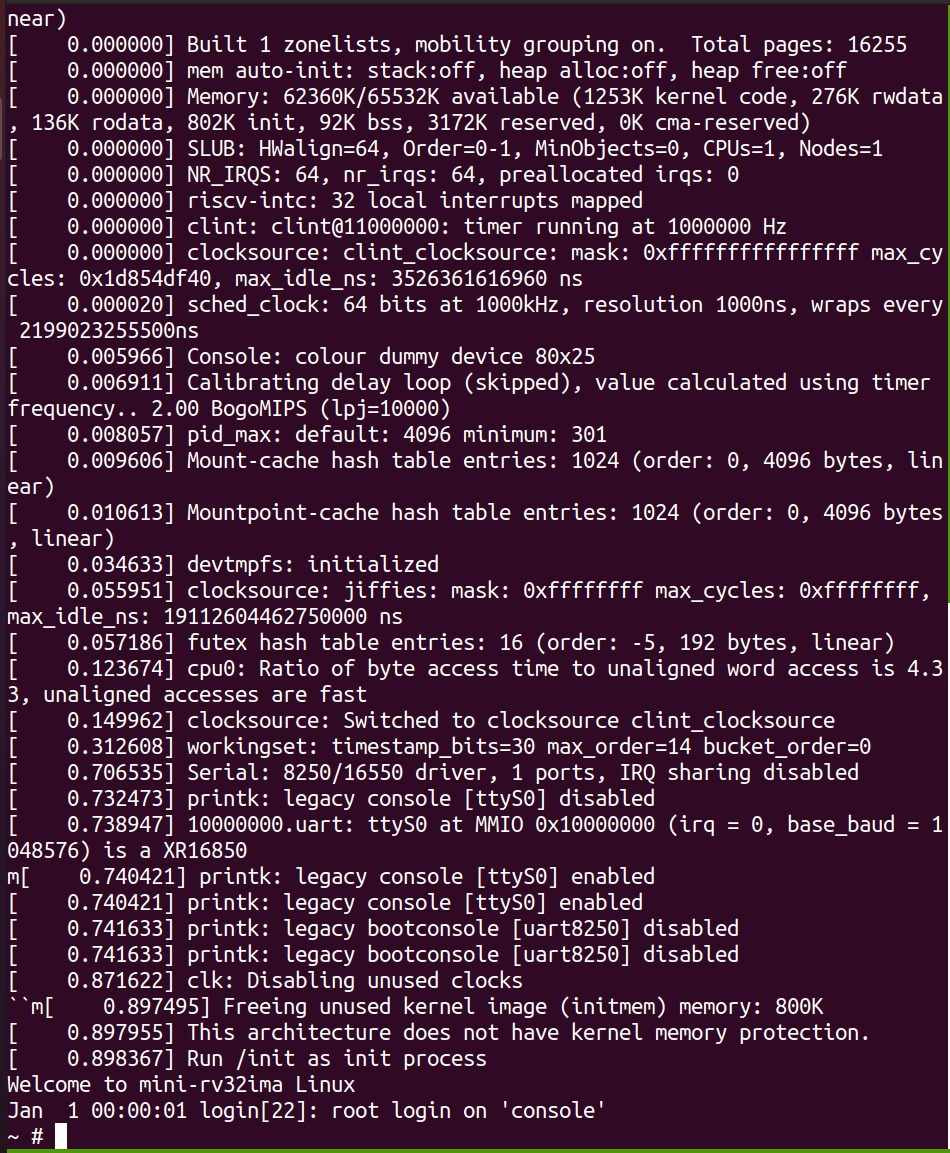 near)
[    0.000000] Built 1 zonelists, mobility grouping on.  Total pages: 16255
[    0.000000] mem auto-init: stack:off, heap alloc:off, heap free:off
[    0.000000] Memory: 62360K/65532K available (1253K kernel code, 276K rwdata
, 136K rodata, 802K init, 92K bss, 3172K reserved, 0K cma-reserved)
[    0.000000] SLUB: HWalign=64, Order=0-1, MinObjects=0, CPUs=1, Nodes=1
[    0.000000] NR_IRQS: 64, nr_irqs: 64, preallocated irqs: 0
[    0.000000] riscv-intc: 32 local interrupts mapped
[    0.000000] clint: clint@11000000: timer running at 1000000 Hz
[    0.000000] clocksource: clint_clocksource: mask: 0xffffffffffffffff max_cy
cles: 0x1d854df40, max_idle_ns: 3526361616960 ns
[    0.000020] sched_clock: 64 bits at 1000kHz, resolution 1000ns, wraps every
 2199023255500ns
[    0.005966] Console: colour dummy device 80x25
[    0.006911] Calibrating delay loop (skipped), value calculated using timer
frequency.. 2.00 BogoMIPS (lpj=10000)
[    0.008057] pid_max: default: 4096 minimum: 301
[    0.009606] Mount-cache hash table entries: 1024 (order: 0, 4096 bytes, lin
ear)
[    0.010613] Mountpoint-cache hash table entries: 1024 (order: 0, 4096 bytes
, linear)
[    0.034633] devtmpfs: initialized
[    0.055951] clocksource: jiffies: mask: 0xffffffff max_cycles: 0xffffffff,
max_idle_ns: 19112604462750000 ns
[    0.057186] futex hash table entries: 16 (order: -5, 192 bytes, linear)
[    0.123674] cpu0: Ratio of byte access time to unaligned word access is 4.3
3, unaligned accesses are fast
[    0.149962] clocksource: Switched to clocksource clint_clocksource
[    0.312608] workingset: timestamp_bits=30 max_order=14 bucket_order=0
[    0.706535] Serial: 8250/16550 driver, 1 ports, IRQ sharing disabled
[    0.732473] printk: legacy console [ttyS0] disabled
[    0.738947] 10000000.uart: ttyS0 at MMIO 0x10000000 (irq = 0, base_baud = 1
048576) is a XR16850
m[    0.740421] printk: legacy console [ttyS0] enabled
[    0.740421] printk: legacy console [ttyS0] enabled
[    0.741633] printk: legacy bootconsole [uart8250] disabled
[    0.741633] printk: legacy bootconsole [uart8250] disabled
[    0.871622] clk: Disabling unused clocks
``m[    0.897495] Freeing unused kernel image (initmem) memory: 800K
[    0.897955] This architecture does not have kernel memory protection.
[    0.898367] Run /init as init process
Welcome to mini-rv32ima Linux
Jan  1 00:00:01 login[22]: root login on 'console'
~ #